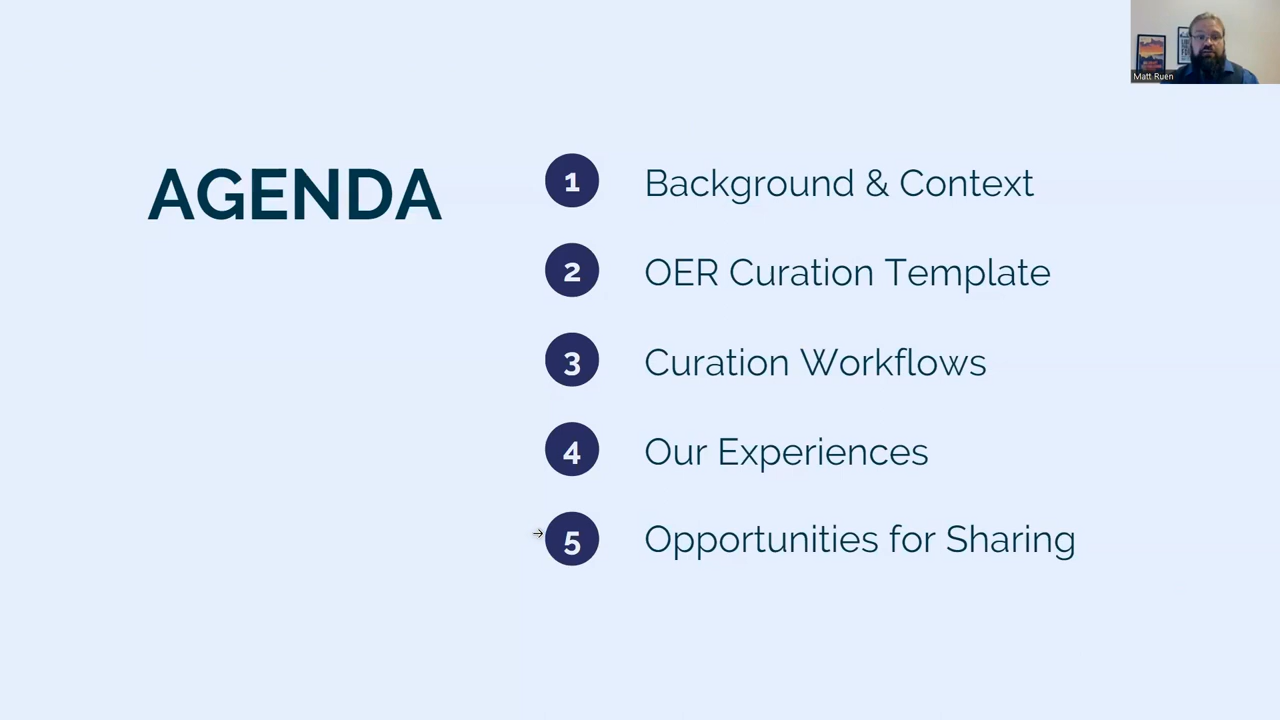 Matt Ruen
AGENDA
1 Background & Context
2 OER Curation Template
3 Curation Workflows
4 Our Experiences
5 Opportunities for Sharing